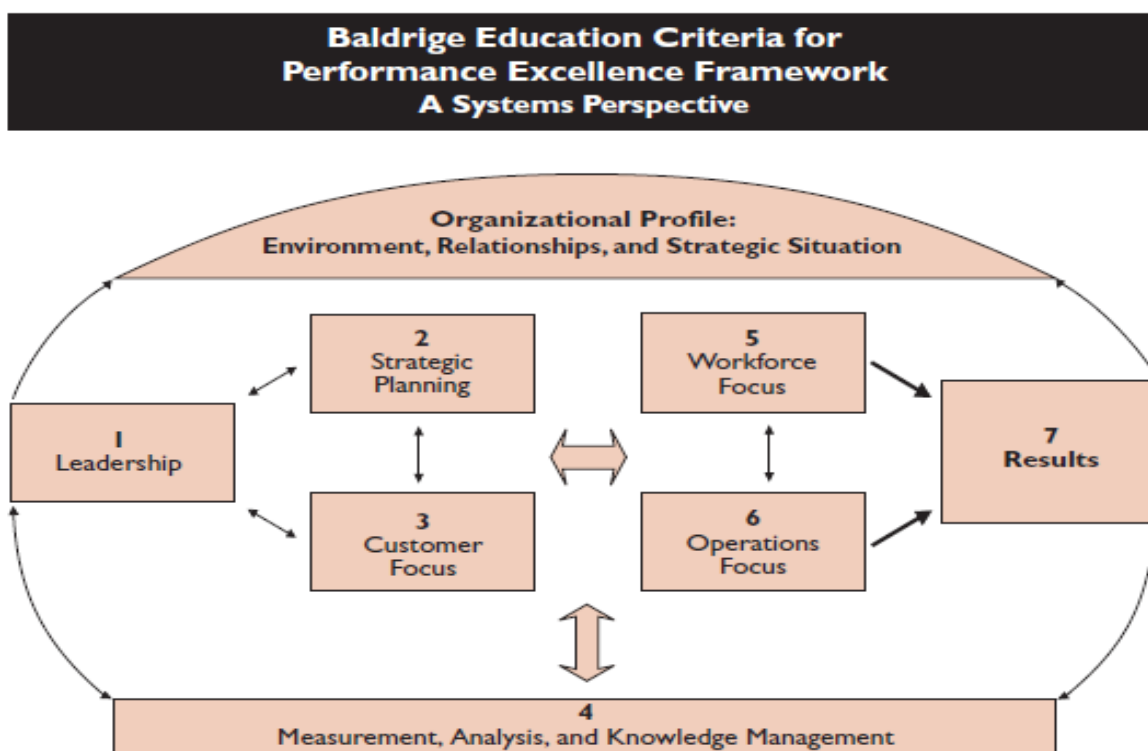 Baldrige Education Criteria for
Performance Excellence Framework
A Systems Perspective
Organizational Profile:
Environment, Relationships, and Strategic Situation
2
Strategic
Planning
5
Workforce
Focus
1
Leadership
7
Results
3
Customer
Focus
6
Operations
Focus
4
Measurement, Analysis, and Knowledge Management